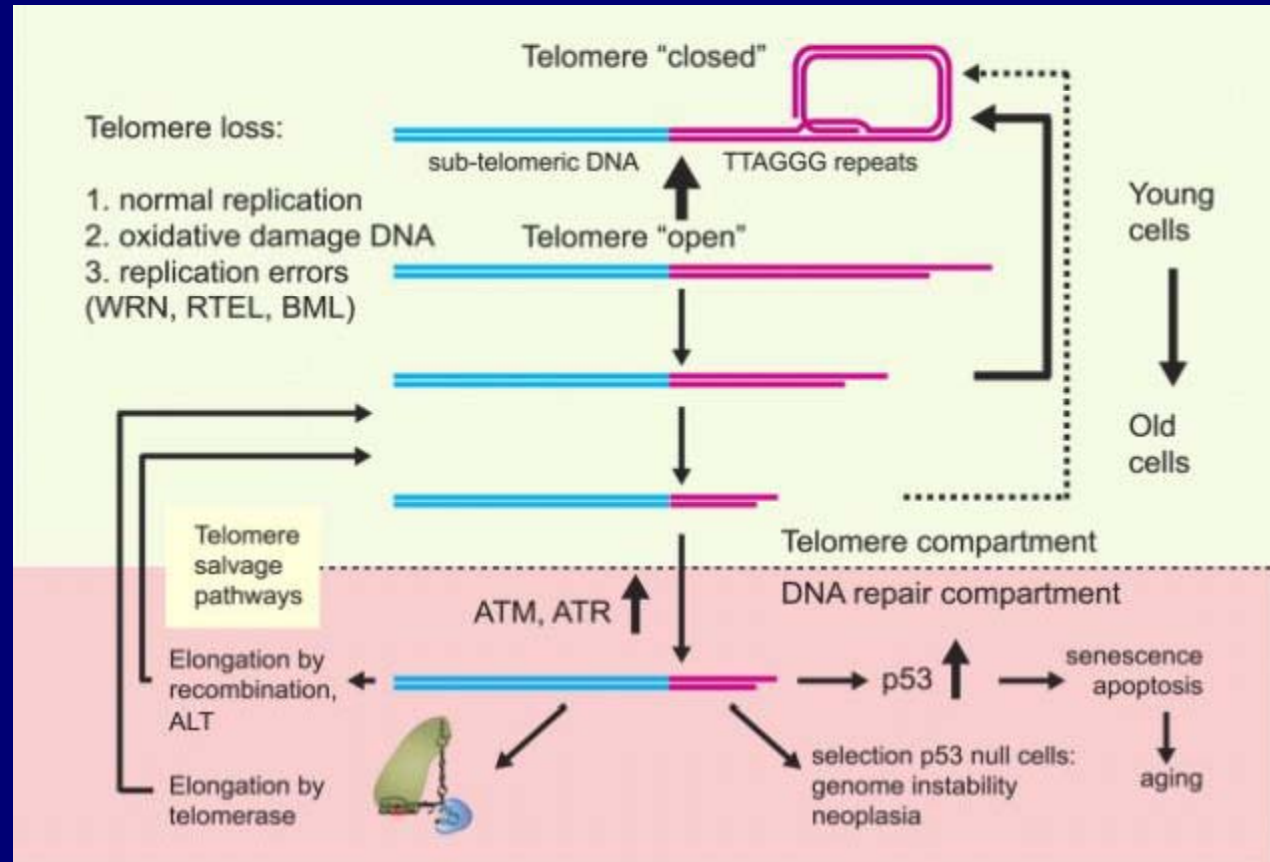 Telomere “closed”
Telomere loss:
sub-telomeric DNA
TTAGGG repeats
1. normal replication
2. oxidative damage DNA
3. replication errors
(WRN, RTEL, BML)
Telomere “open”
Young
cells
Old
cells
Telomere
salvage
pathways
Telomere compartment
DNA repair compartment
ATM, ATR
Elongation by
recombination,
ALT
p53
senescence
apoptosis
aging
selection p53 null cells:
genome instability
neoplasia
Elongation by
telomerase